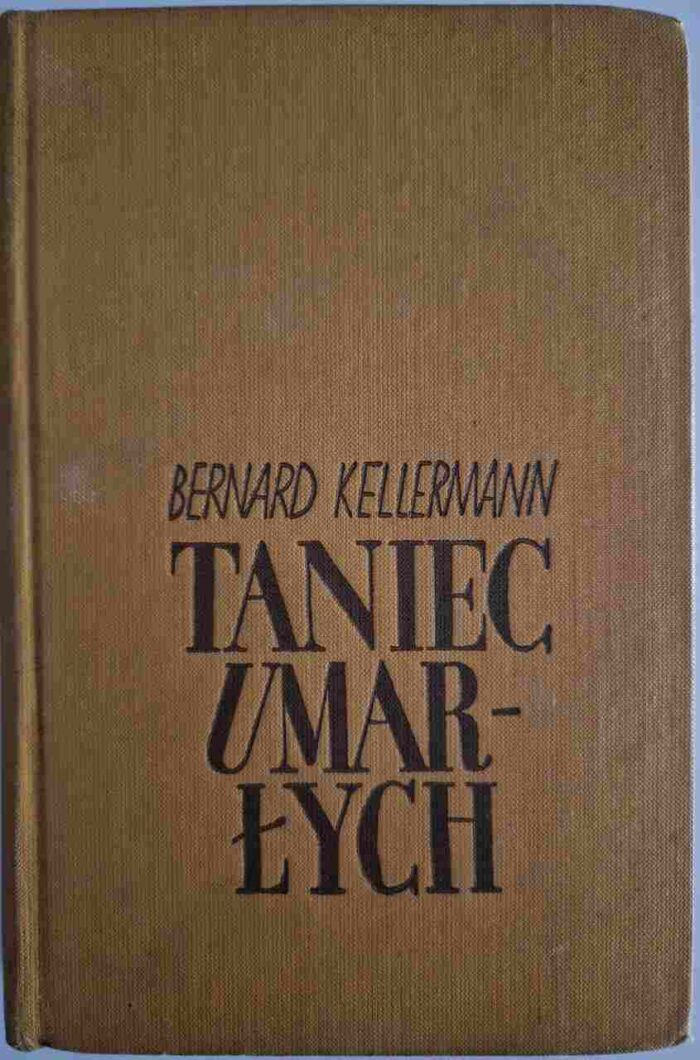 BERNARD KELLERMANN
TANIEC
UMAR-
ŁYCH